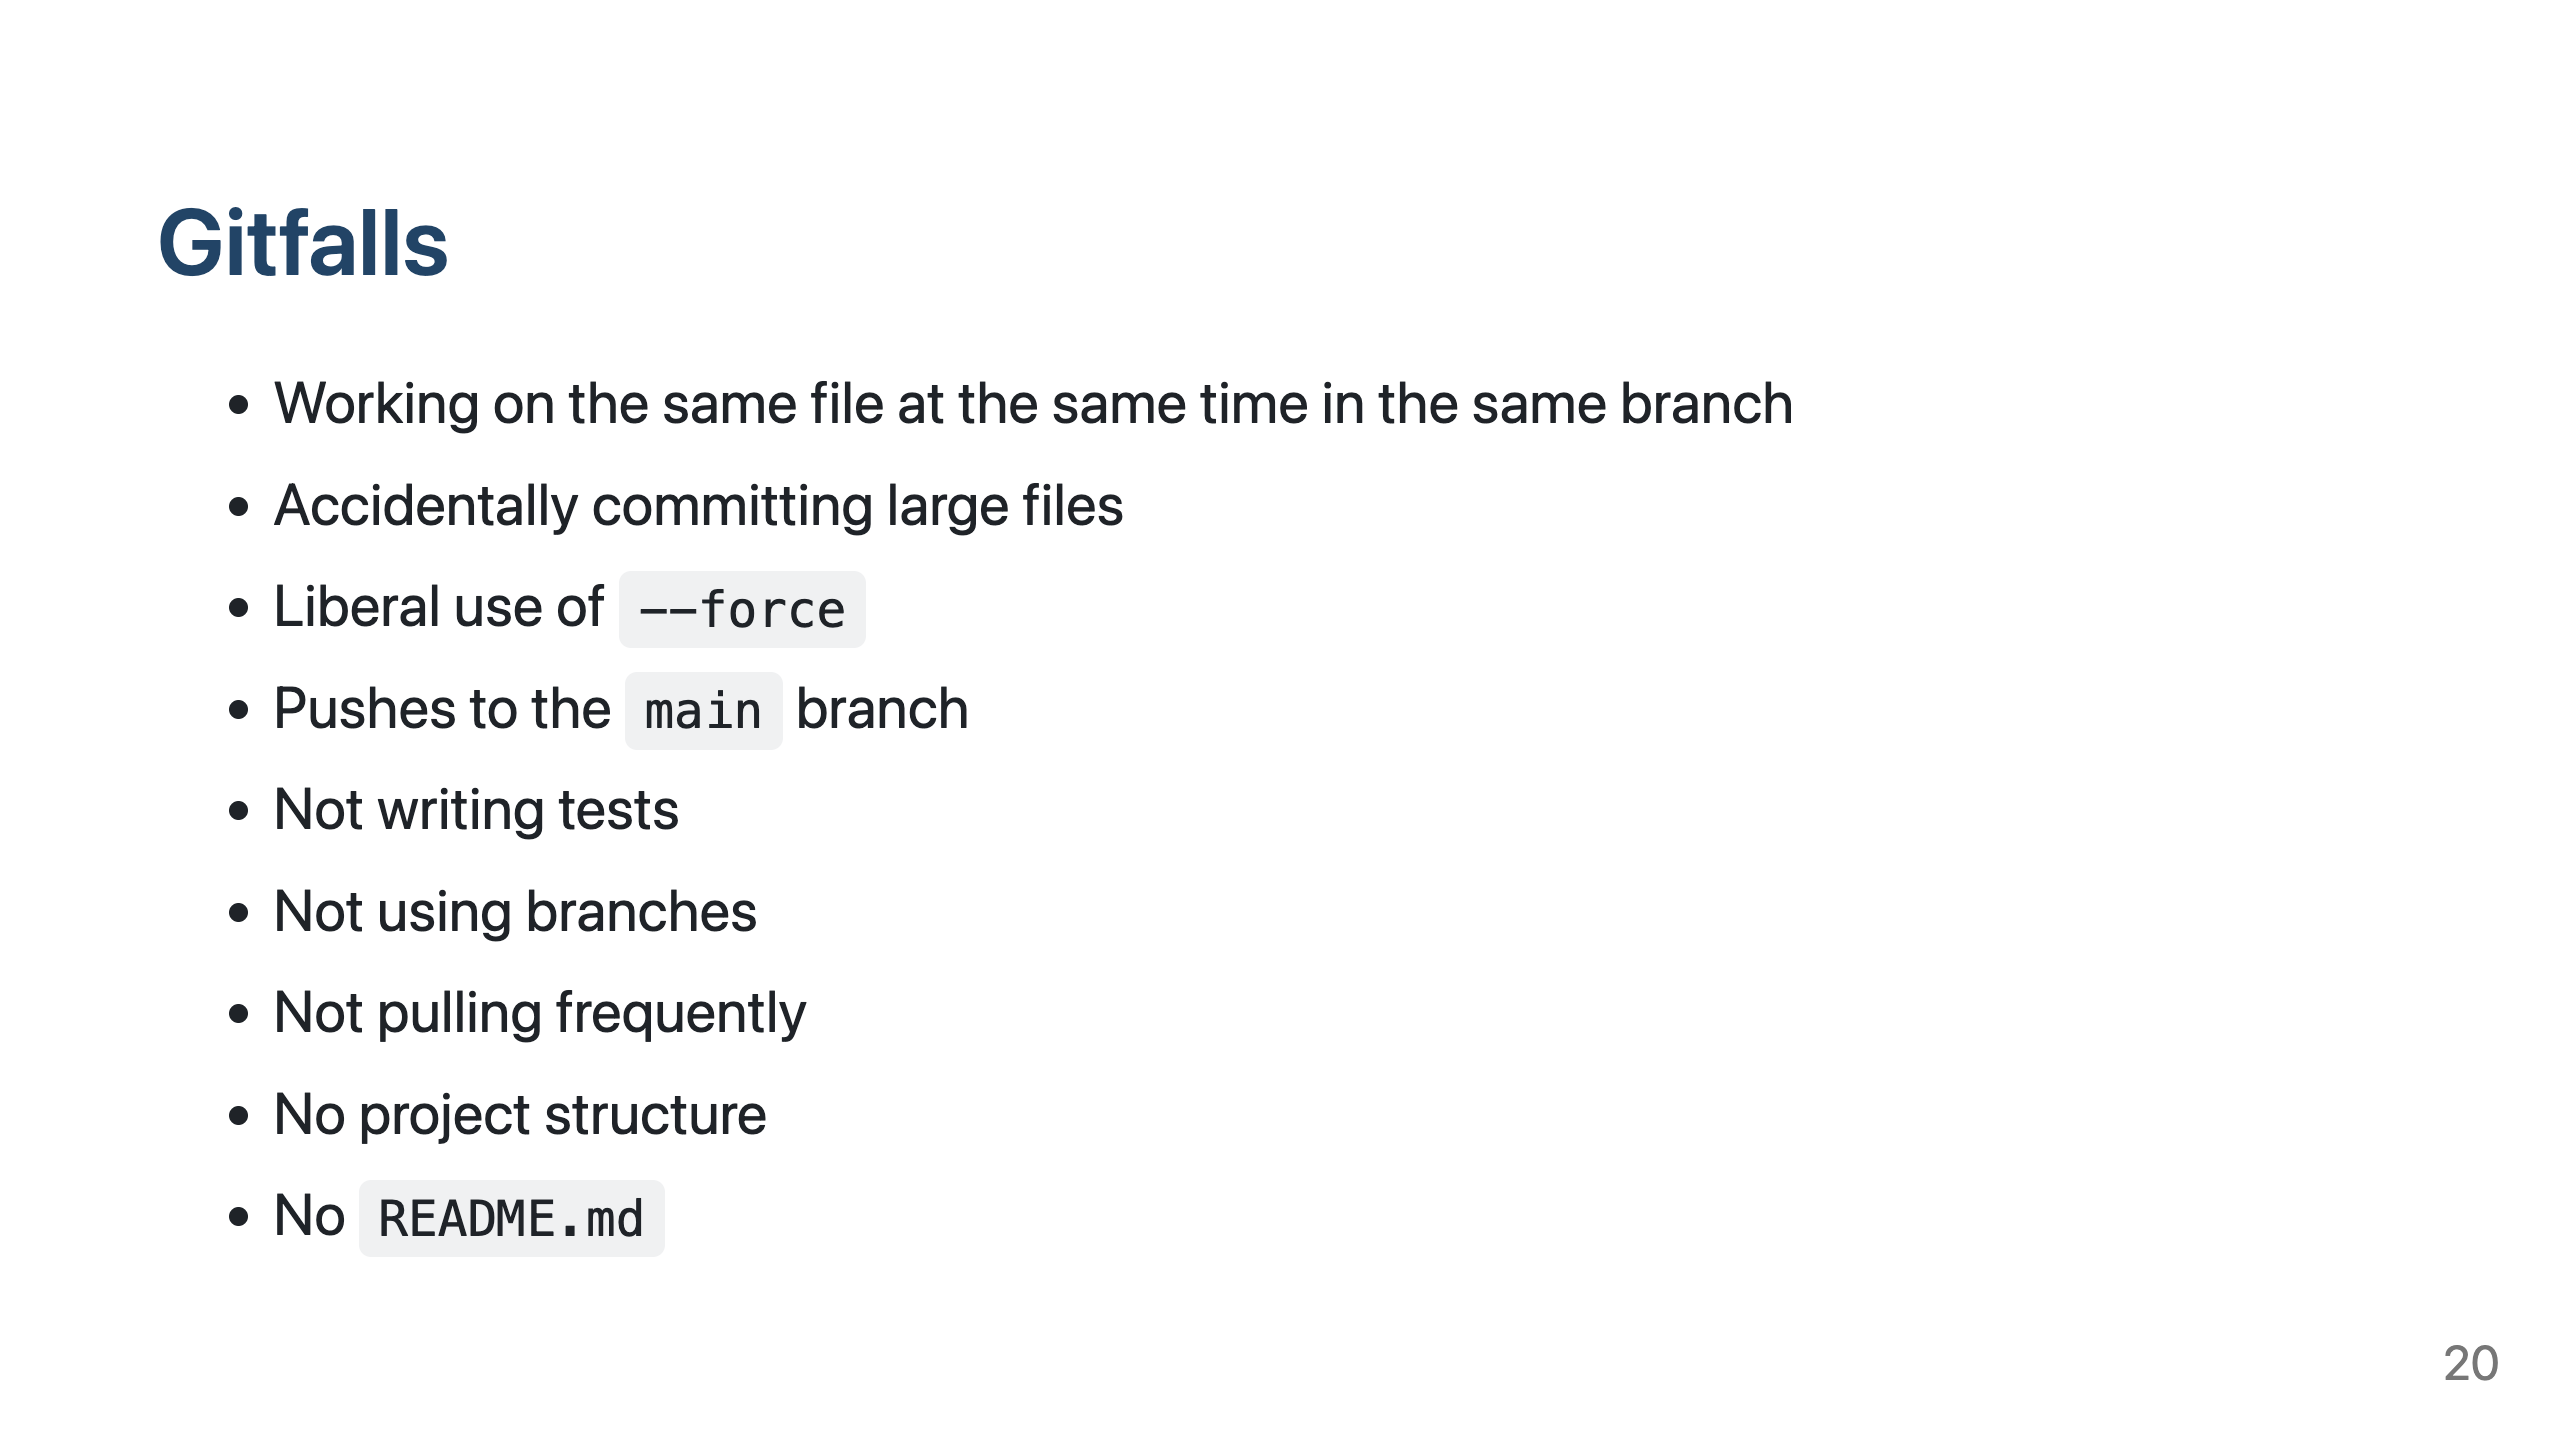 Gitfalls
• Working on the same file at the same time in the same branch
• Accidentally committing large files
• Liberal use of --force
• Pushes to the main branch
• Not writing tests
• Not using branches
• Not pulling frequently
• No project structure
• No README.md
20